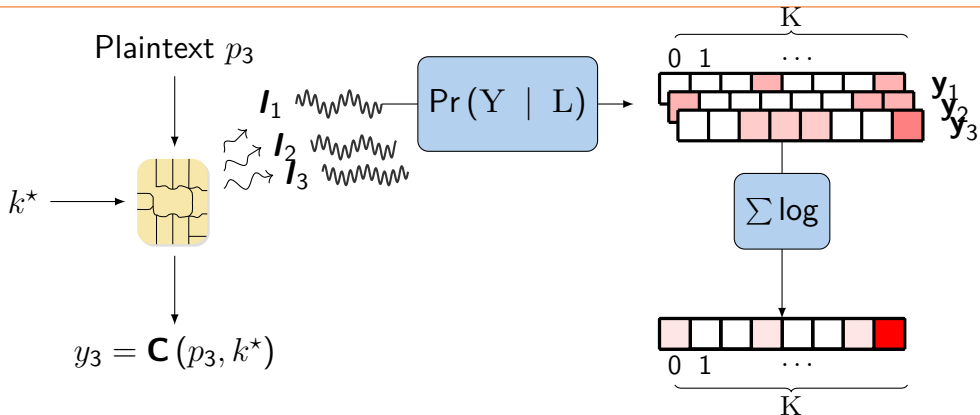 K
Plaintext p₃
0 1 ⋯
l₁
Pr(Y | L)
y₁
y₂
y₃
l₂
l₃
k⋆
∑ log
y₃ = C(p₃, k⋆)
0 1 ⋯
K